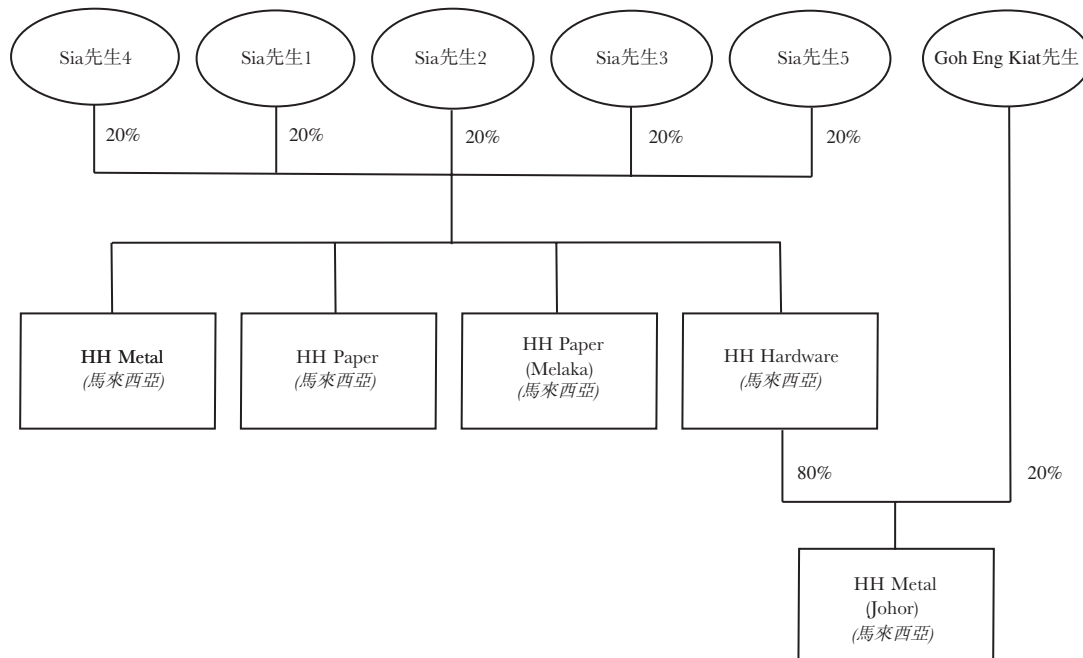 Sia先生4
Sia先生1
Sia先生2
Sia先生3
Sia先生5
Goh Eng Kiat先生
20%
20%
20%
20%
20%
HH Metal
(馬來西亞)
HH Paper
(馬來西亞)
HH Paper
(Melaka)
(馬來西亞)
HH Hardware
(馬來西亞)
80%
20%
HH Metal
(Johor)
(馬來西亞)